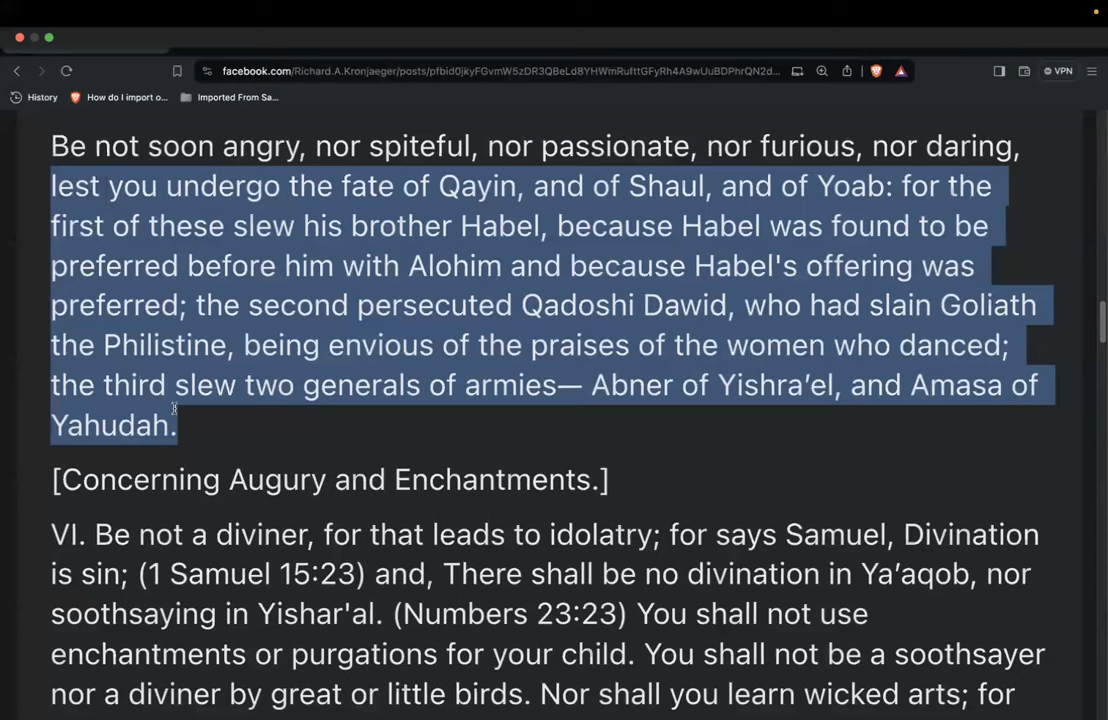 facebook.com/Richard.A.Kronjaeger/posts/pfbid0jkyFGvmW5zDR3QBeLd8YHWmRufttGFyRh4A9wUuBDPhrQN2d...
VPN
History
How do I import o...
Imported From Sa...
Be not soon angry, nor spiteful, nor passionate, nor furious, nor daring,
lest you undergo the fate of Qayin, and of Shaul, and of Yoab: for the
first of these slew his brother Habel, because Habel was found to be
preferred before him with Alohim and because Habel's offering was
preferred; the second persecuted Qadoshi Dawid, who had slain Goliath
the Philistine, being envious of the praises of the women who danced;
the third slew two generals of armies— Abner of Yishra’el, and Amasa of
Yahudah.
[Concerning Augury and Enchantments.]
VI. Be not a diviner, for that leads to idolatry; for says Samuel, Divination
is sin; (1 Samuel 15:23) and, There shall be no divination in Ya’aqob, nor
soothsaying in Yishar'al. (Numbers 23:23) You shall not use
enchantments or purgations for your child. You shall not be a soothsayer
nor a diviner by great or little birds. Nor shall you learn wicked arts; for